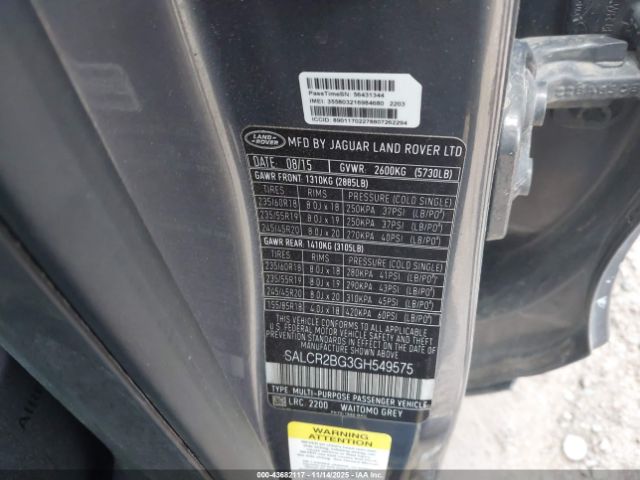 PassTimeSN: 56431344
IMEI: 355803216984680 2203
ICCID: 89011702278807262294
LAND-ROVER
MFD BY JAGUAR LAND ROVER LTD
DATE: 08/15 GVWR: 2600KG (5730LB)
GAWR FRONT: 1310KG (2885LB)
TIRES RIMS PRESSURE (COLD SINGLE)
235/60R18 8.0J x 18 250KPA 37PSI (LB/PO²)
235/55R19 8.0J x 19 250KPA 37PSI (LB/PO²)
245/45R20 8.0J x 20 270KPA 40PSI (LB/PO²)
GAWR REAR: 1410KG (3105LB)
TIRES RIMS PRESSURE (COLD SINGLE)
235/60R18 8.0J x 18 280KPA 41PSI (LB/PO²)
235/55R19 8.0J x 19 290KPA 43PSI (LB/PO²)
245/45R20 8.0J x 20 310KPA 45PSI (LB/PO²)
155/85R18 4.0J x 18 420KPA 60PSI (LB/PO²)
THIS VEHICLE CONFORMS TO ALL APPLICABLE
U.S. FEDERAL MOTOR VEHICLE SAFETY AND THEFT
PREVENTION STANDARDS IN EFFECT ON THE DATE
OF MANUFACTURE SHOWN ABOVE.
SALCR2BG3GH549575
TYPE: MULTI-PURPOSE PASSENGER VEHICLE
LRC. 2200 WAITOMO GREY
WARNING
ATTENTION
AIRBAG
000-43682117 - 11/14/2025 - IAAI.COM